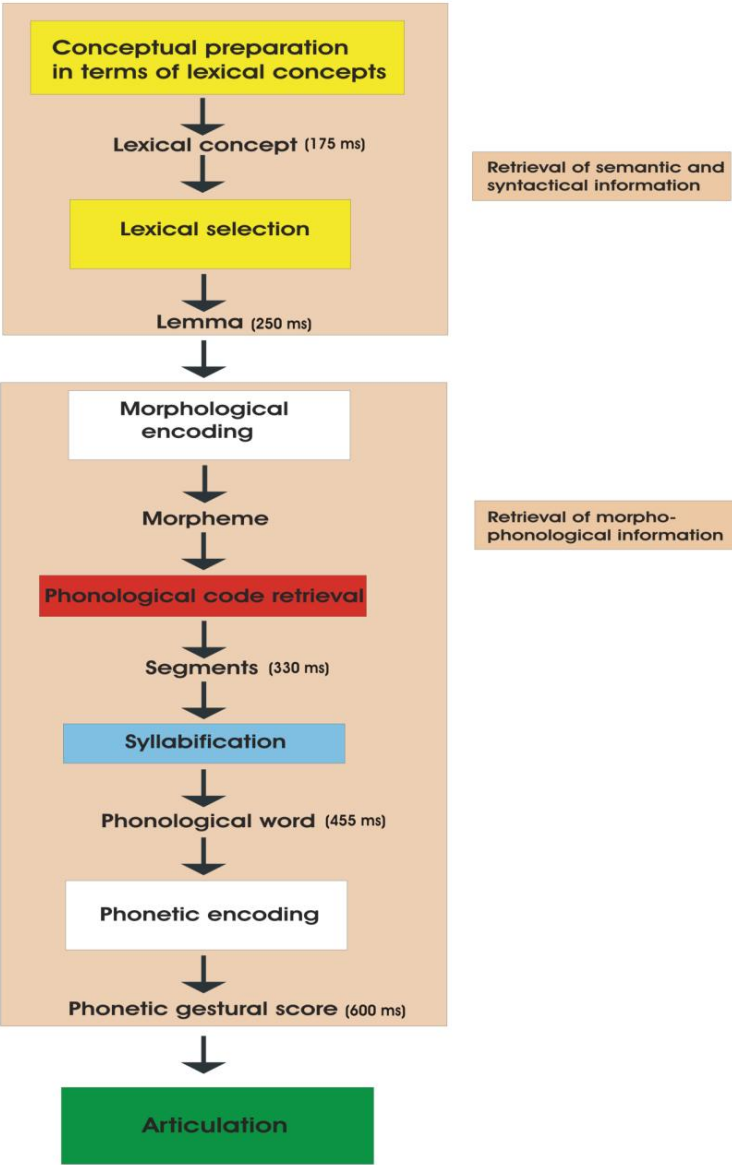 Conceptual preparation
in terms of lexical concepts
Lexical concept (175 ms)
Retrieval of semantic and
syntactical information
Lexical selection
Lemma (250 ms)
Morphological
encoding
Morpheme
Retrieval of morpho-
phonological information
Phonological code retrieval
Segments (330 ms)
Syllabification
Phonological word (455 ms)
Phonetic encoding
Phonetic gestural score (600 ms)
Articulation